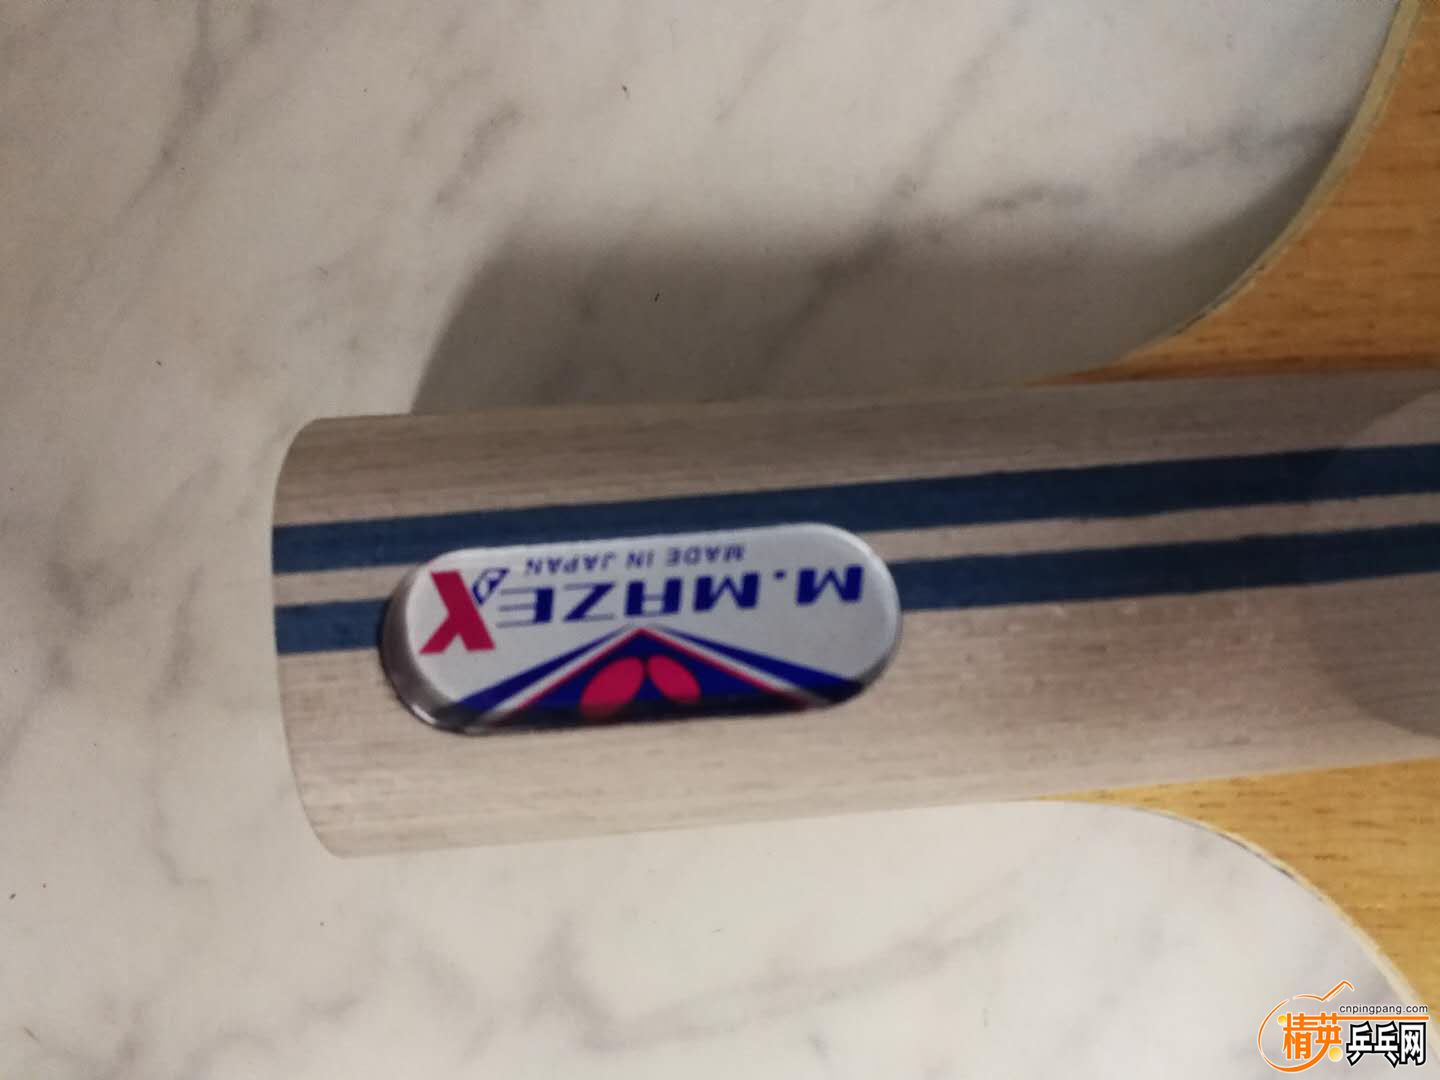 M.MAZE X
MADE IN JAPAN
cnpingpang.com
精英乒乓网